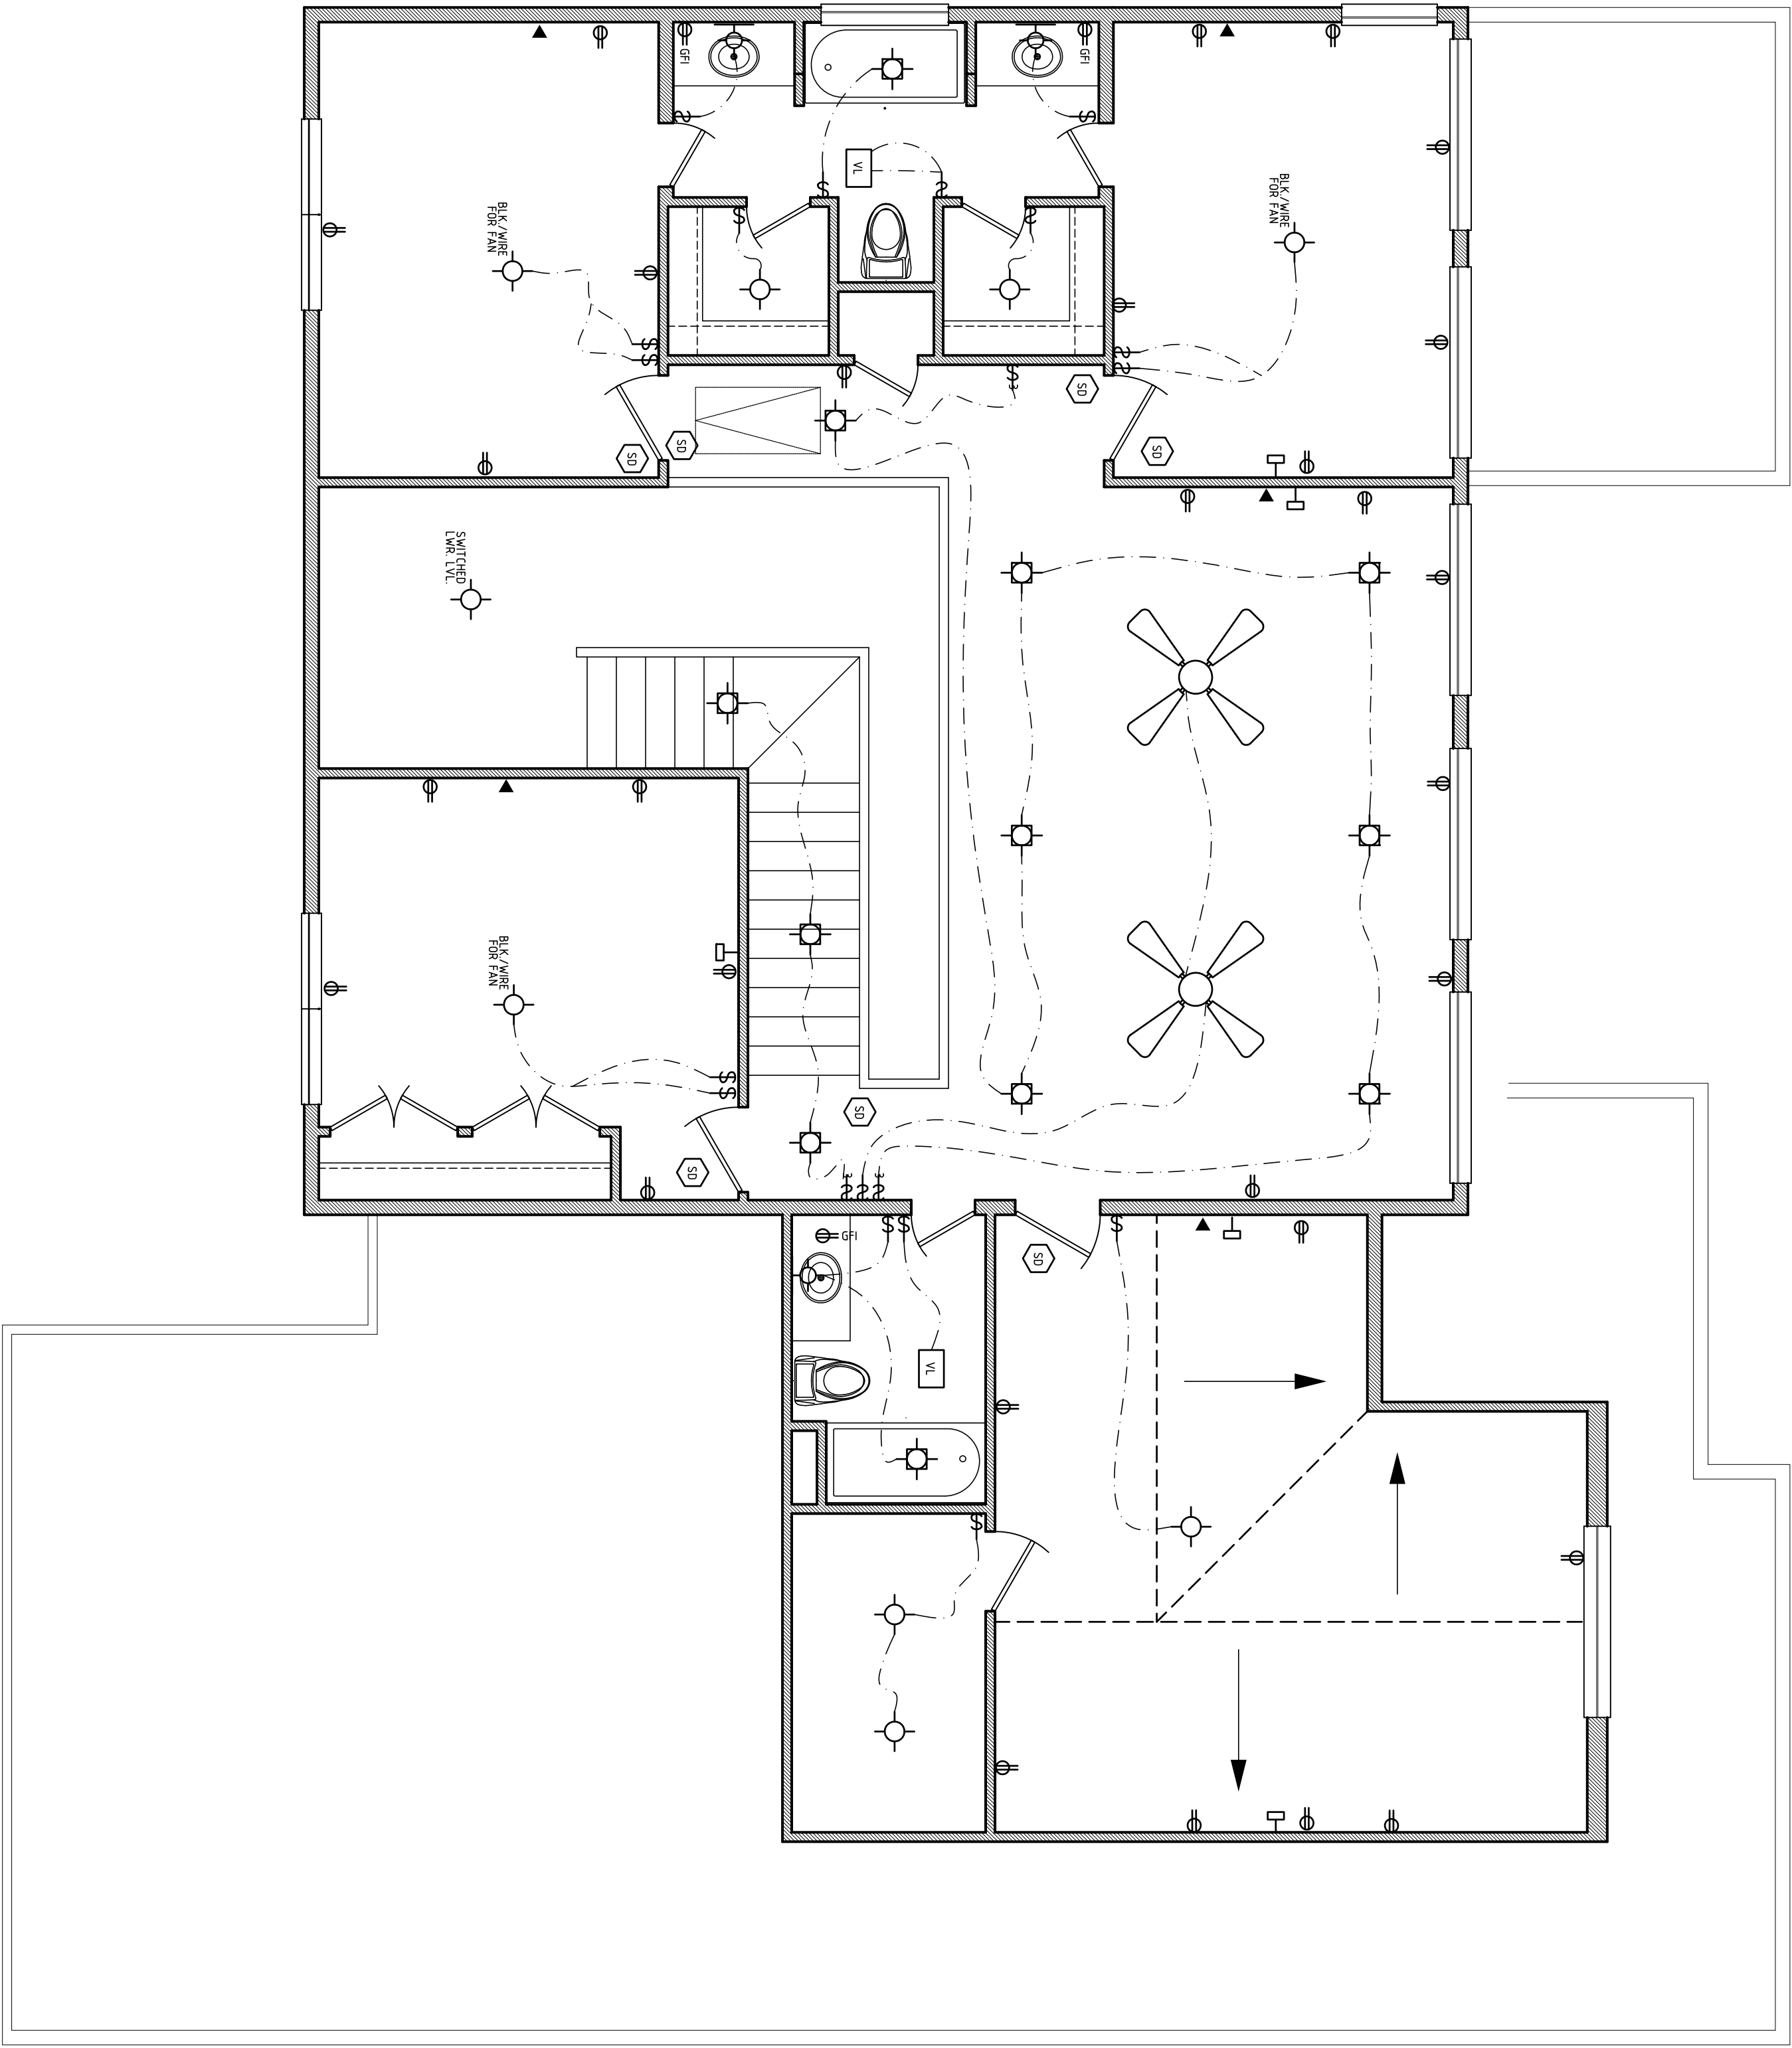 GFI
GFI
VL
BLK./WIRE
FOR FAN
BLK./WIRE
FOR FAN
SD
SD
SD
SD
SWITCHED
LWR. LVL.
BLK./WIRE
FOR FAN
SD
SD
GFI
SD
VL